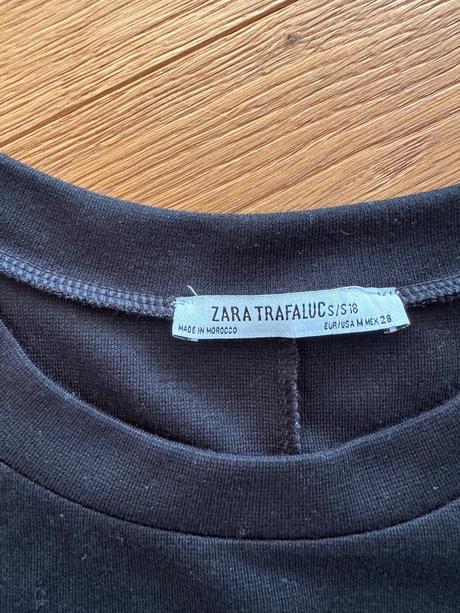 ZARA TRAFALUC S/S18
MADE IN MOROCCO
EUR/USA M MEX 28